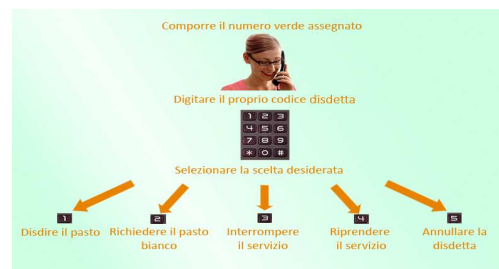 Comporre il numero verde assegnato
Digitare il proprio codice disdetta
1 2 3
4 5 6
7 8 9
* 0 #
Selezionare la scelta desiderata
1 2 3 4 5
Disdire il pasto Richiedere il pasto Interrompere Riprendere Annullare la
bianco il servizio il servizio disdetta